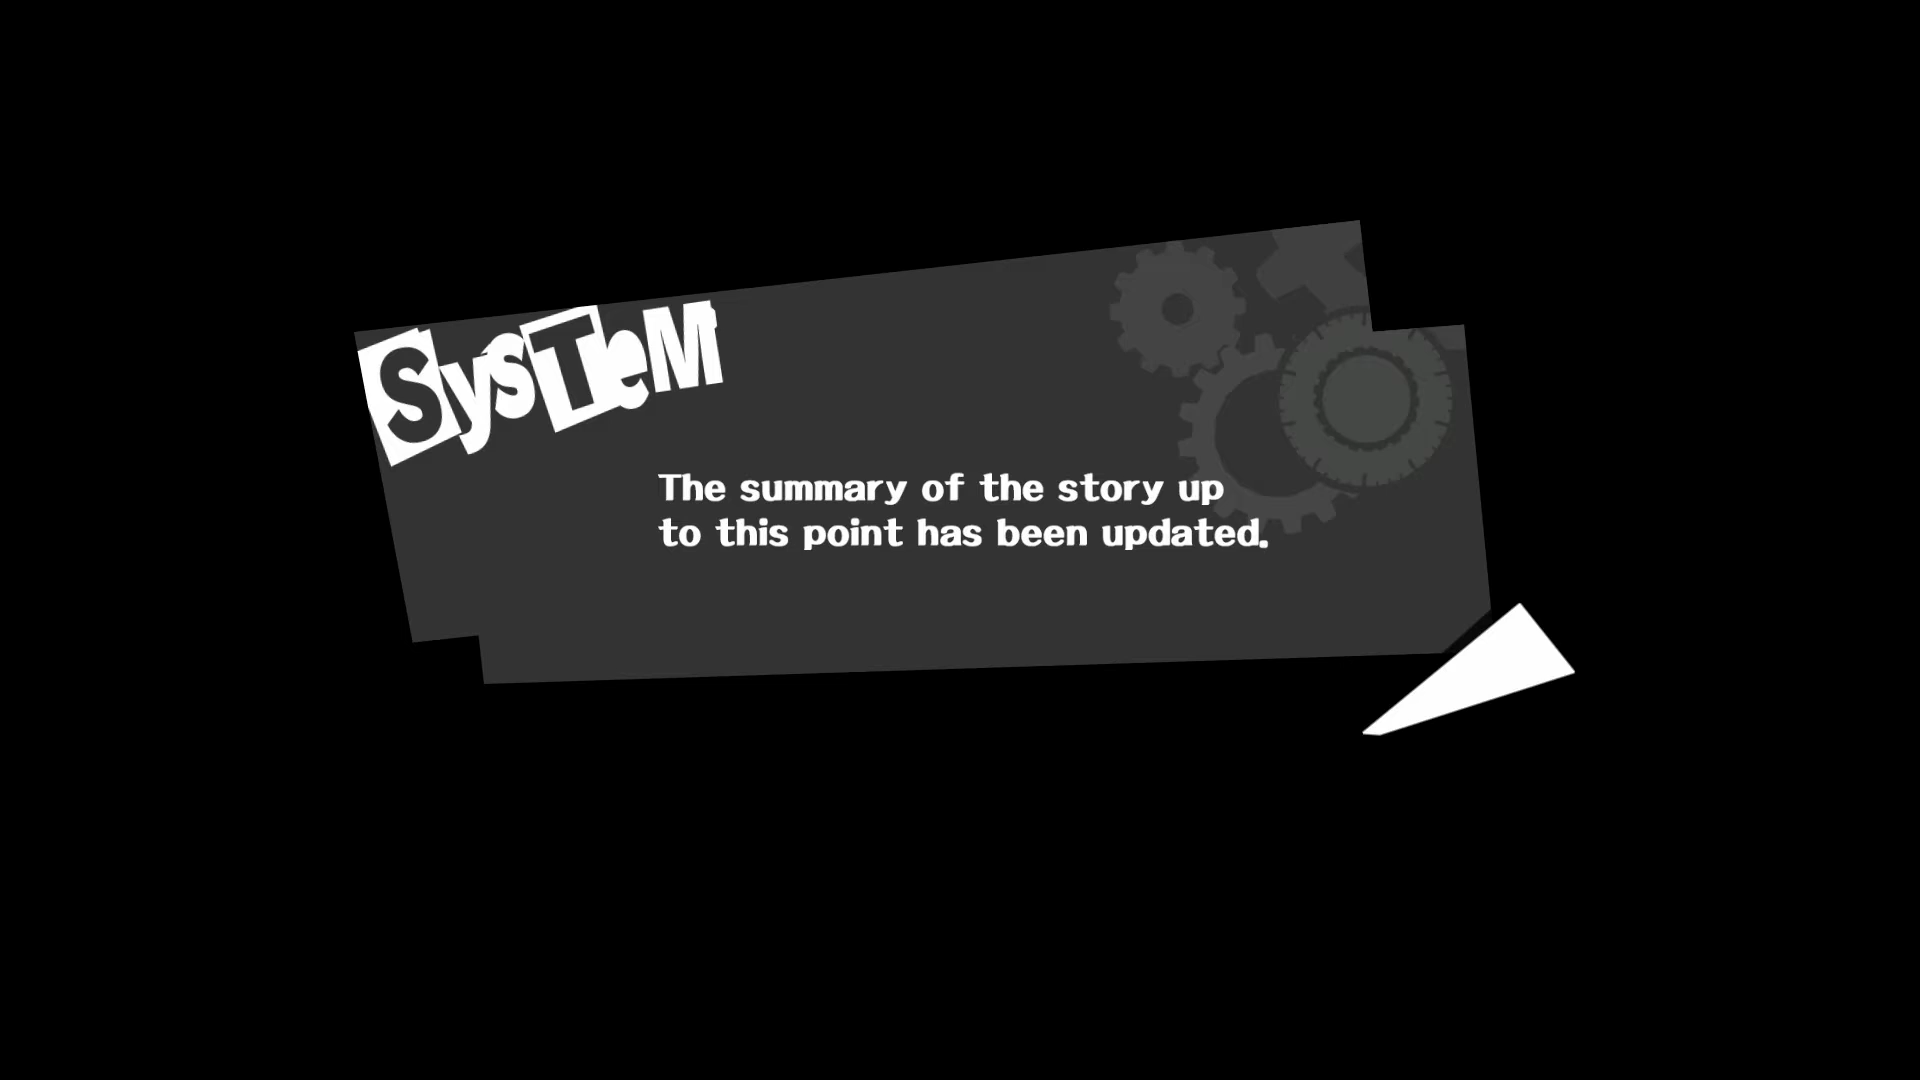 SysTeM
The summary of the story up
to this point has been updated.